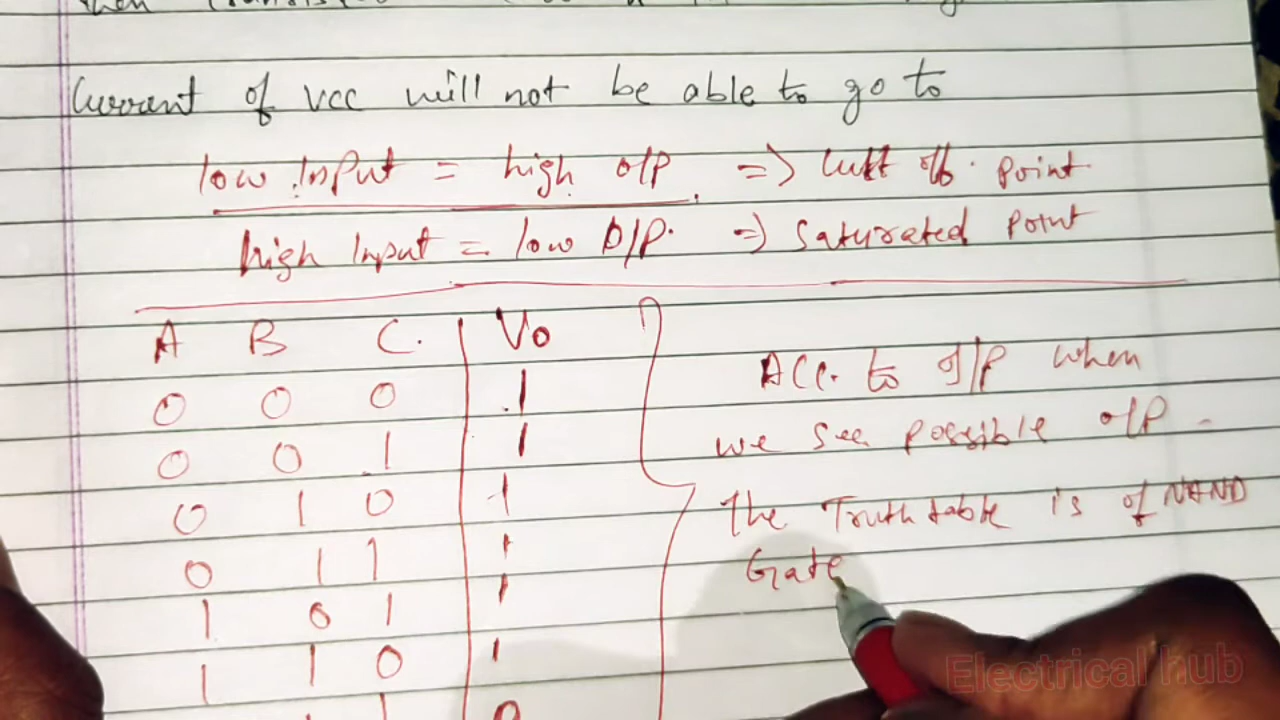 Current of Vcc will not be able to go to
low Input = high o/p => Cutt off. Point
high Input = low O/P. => Saturated Point
A B C. Vo
0 0 0 1
0 0 1 1
0 1 0 1
0 1 1 1
1 0 1 1
1 1 0 1
1 1 0
Acc. to O/P when
we see possible o/p -
The Truth table is of NAND
Gate
Electrical hub